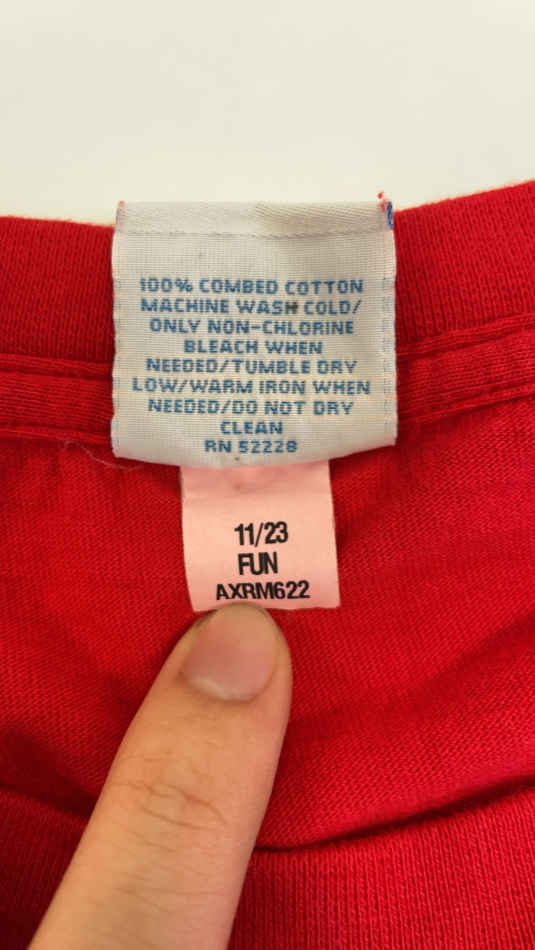 100% COMBED COTTON
MACHINE WASH COLD/
ONLY NON-CHLORINE
BLEACH WHEN
NEEDED/TUMBLE DRY
LOW/WARM IRON WHEN
NEEDED/DO NOT DRY
CLEAN
RN 52228
11/23
FUN
AXRM622